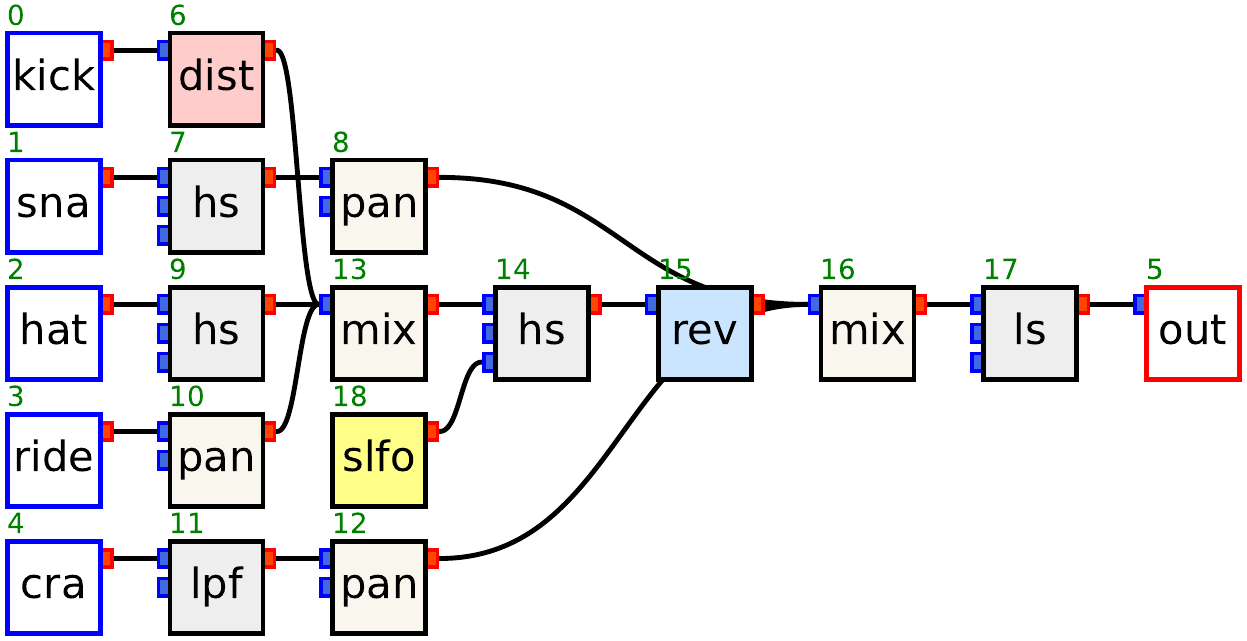 0 6
kick dist
1 7 8
sna hs pan
2 9 13 14 15 16 17 5
hat hs mix hs rev mix ls out
3 10 18
ride pan slfo
4 11 12
cra lpf pan